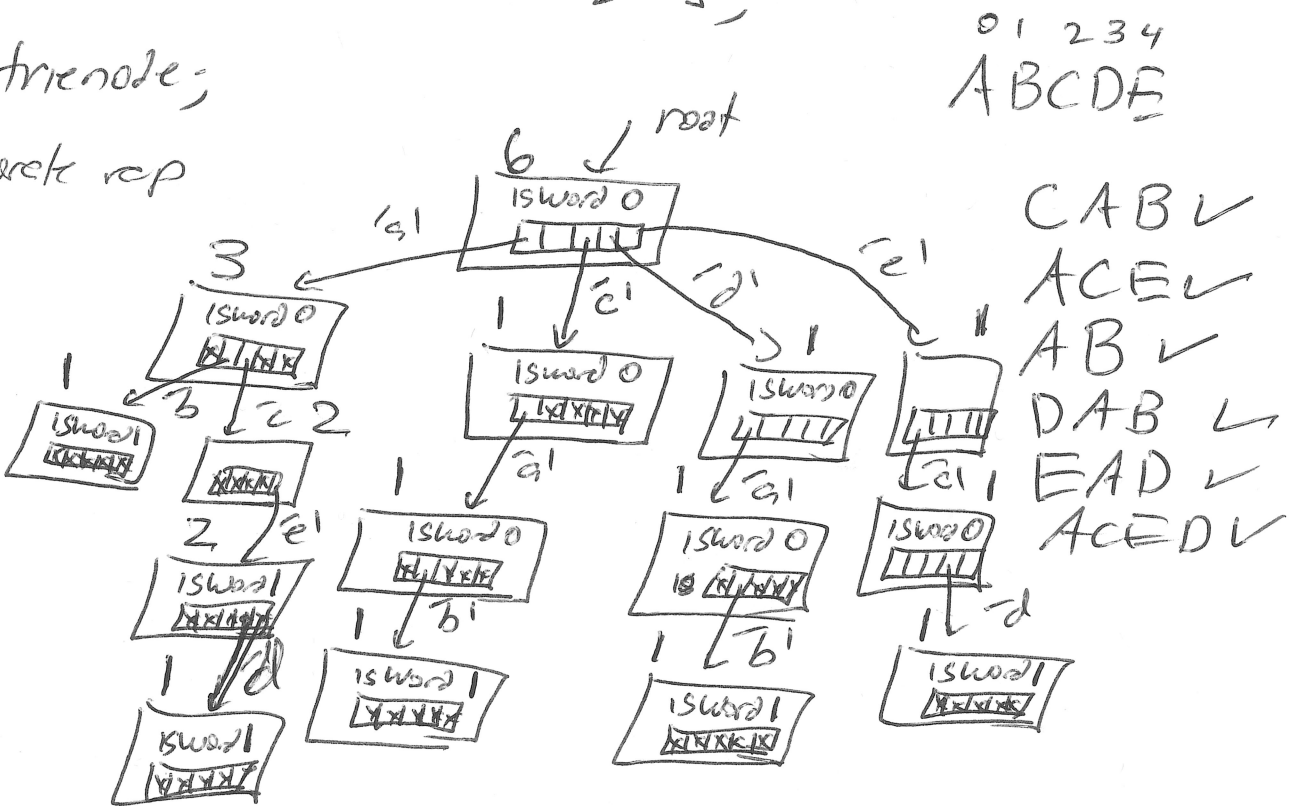 trienode;
rep
0 1 2 3 4
ABCDE
root
6
isword 0
'a'
'c'
'd'
'e'
3
isword 0
1
isword 0
1
isword 0
1
1
isword 1
b
c
2
'a'
'a'
'a'
2
isword 1
'e'
1
isword 0
1
isword 0
1
isword 0
d
'b'
'b'
d
1
isword 1
1
isword 1
1
isword 1
1
isword 1
CAB ✓
ACE ✓
AB ✓
DAB ✓
EAD ✓
ACED ✓